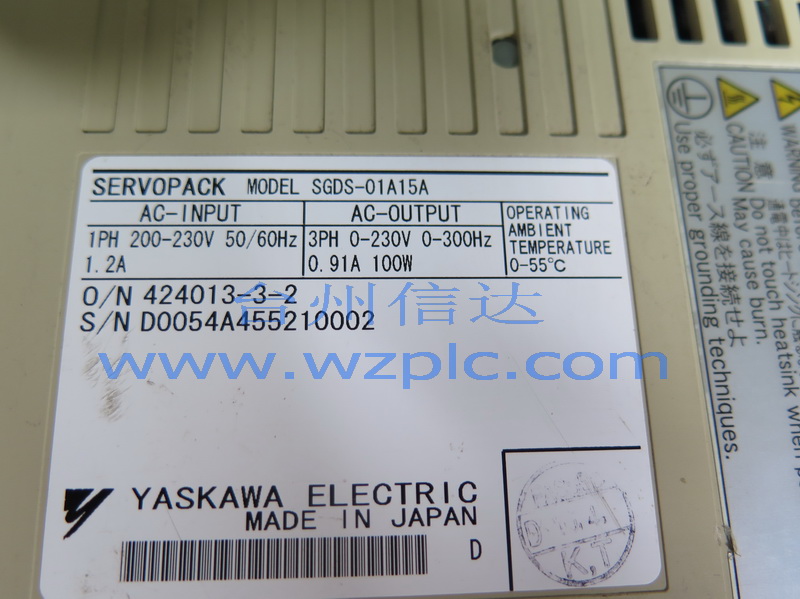 SERVOPACK MODEL SGDS-01A15A
AC-INPUT
1PH 200-230V 50/60Hz
1.2A
AC-OUTPUT
3PH 0-230V 0-300Hz
0.91A 100W
OPERATING
AMBIENT
TEMPERATURE
0-55℃
O/N 424013-3-2
S/N D0054A455210002
台州信达
www.wzplc.com
YASKAWA ELECTRIC
MADE IN JAPAN
D
K.T
WARNING
CAUTION May cause burn.
注意
Do not touch heatsink when
必ずアース線を接続せよ
Use proper grounding techniques.